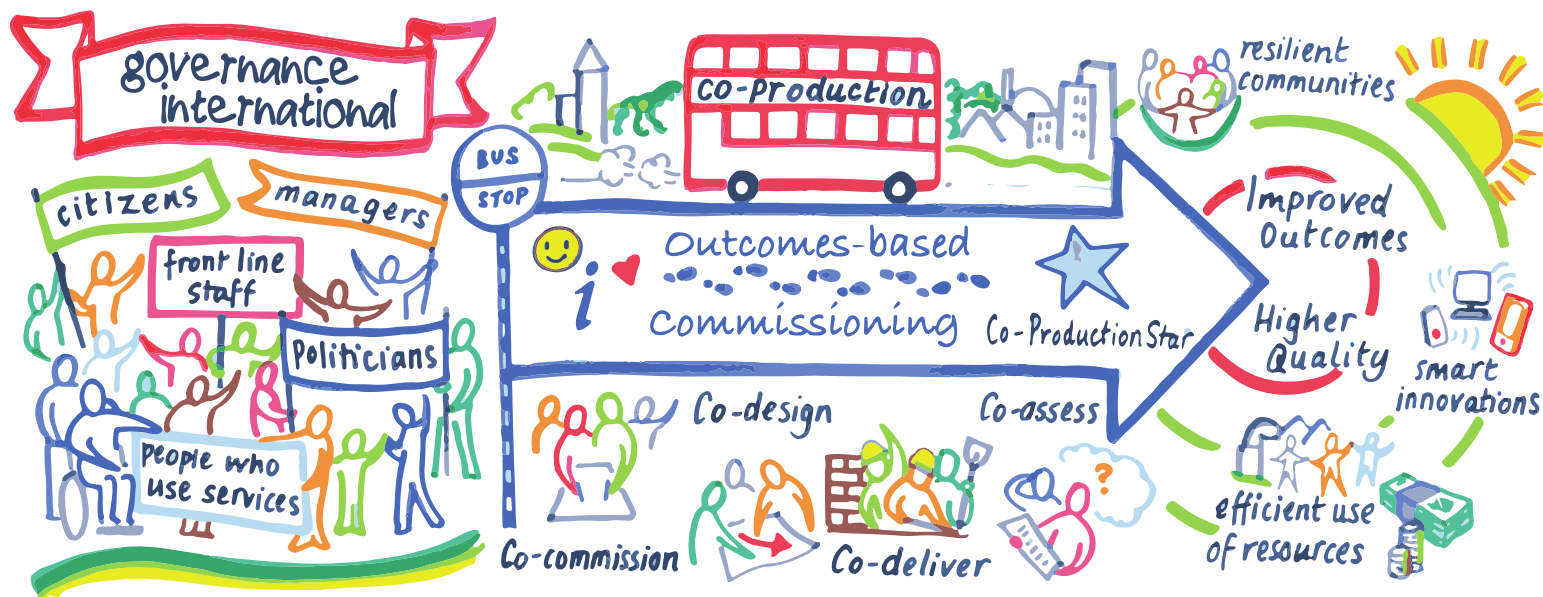 governance
international
citizens
managers
front line
staff
politicians
people who
use services
BUS
STOP
co-production
Outcomes-based
i
Commissioning
Co-Production Star
Co-commission
Co-design
Co-deliver
Co-assess
?
resilient
communities
Improved
Outcomes
Higher
Quality
smart
innovations
efficient use
of resources